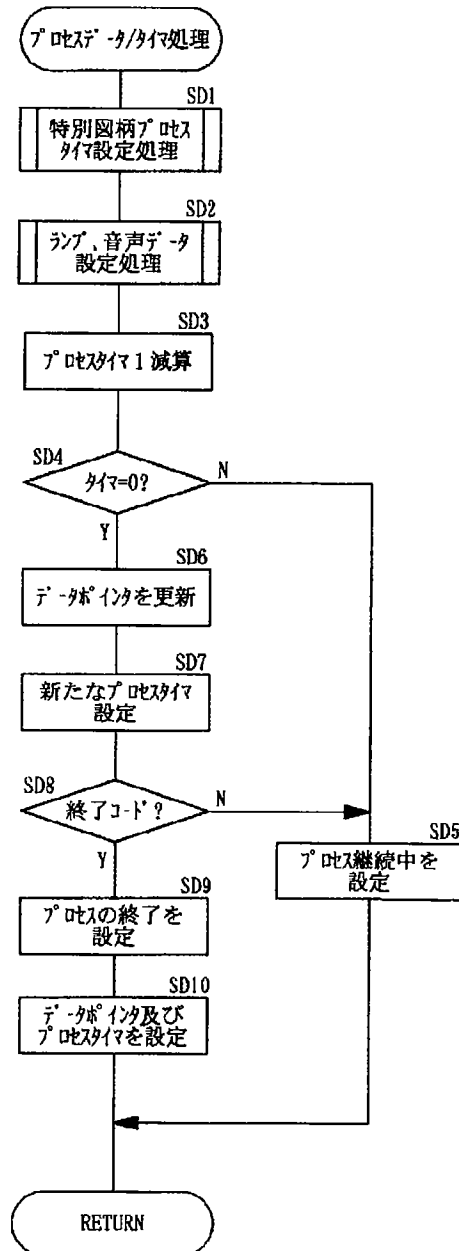 プロセスデータ/タイマ処理
SD1
特別図柄プロセス
タイマ設定処理
SD2
ランプ、音声データ
設定処理
SD3
プロセスタイマ1減算
SD4
タイマ=0?
N
Y
SD6
データポインタを更新
SD7
新たなプロセスタイマ
設定
SD8
終了コード?
N
Y
SD5
プロセス継続中を
設定
SD9
プロセスの終了を
設定
SD10
データポインタ及び
プロセスタイマを設定
RETURN